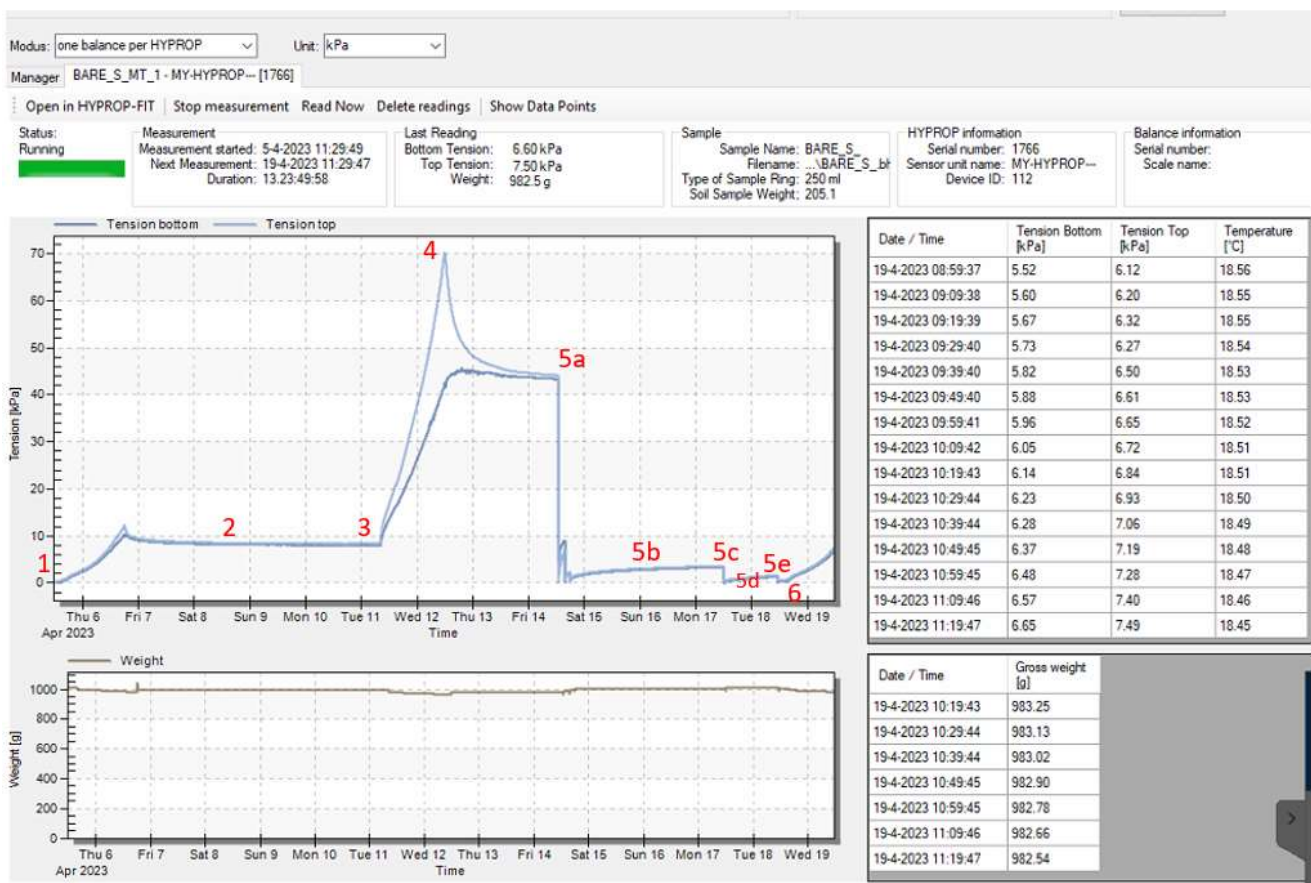 Modus: one balance per HYPROP Unit: kPa
Manager BARE_S_MT_1 - MY-HYPROP--- [1766]
Open in HYPROP-FIT Stop measurement Read Now Delete readings Show Data Points
Status:
Running
Measurement
Measurement started: 5-4-2023 11:29:49
Next Measurement: 19-4-2023 11:29:47
Duration: 13.23:49:58
Last Reading
Bottom Tension: 6.60 kPa
Top Tension: 7.50 kPa
Weight: 982.5 g
Sample
Sample Name: BARE_S_
Filename: ...\BARE_S_.bh
Type of Sample Ring: 250 ml
Soil Sample Weight: 205.1
HYPROP information
Serial number: 1766
Sensor unit name: MY-HYPROP---
Device ID: 112
Balance information
Serial number:
Scale name:
Tension bottom Tension top
Tension [kPa]
70
60
50
40
30
20
10
0
1
2
3
4
5a
5b
5c
5d
5e
6
Thu 6 Fri 7 Sat 8 Sun 9 Mon 10 Tue 11 Wed 12 Thu 13 Fri 14 Sat 15 Sun 16 Mon 17 Tue 18 Wed 19
Apr 2023
Time
Date / Time Tension Bottom [kPa] Tension Top [kPa] Temperature [°C]
19-4-2023 08:59:37 5.52 6.12 18.56
19-4-2023 09:09:38 5.60 6.20 18.55
19-4-2023 09:19:39 5.67 6.32 18.55
19-4-2023 09:29:40 5.73 6.27 18.54
19-4-2023 09:39:40 5.82 6.50 18.53
19-4-2023 09:49:40 5.88 6.61 18.53
19-4-2023 09:59:41 5.96 6.65 18.52
19-4-2023 10:09:42 6.05 6.72 18.51
19-4-2023 10:19:43 6.14 6.84 18.51
19-4-2023 10:29:44 6.23 6.93 18.50
19-4-2023 10:39:44 6.28 7.06 18.49
19-4-2023 10:49:45 6.37 7.19 18.48
19-4-2023 10:59:45 6.48 7.28 18.47
19-4-2023 11:09:46 6.57 7.40 18.46
19-4-2023 11:19:47 6.65 7.49 18.45
Weight
Weight [g]
1000
800
600
400
200
0
Thu 6 Fri 7 Sat 8 Sun 9 Mon 10 Tue 11 Wed 12 Thu 13 Fri 14 Sat 15 Sun 16 Mon 17 Tue 18 Wed 19
Apr 2023
Time
Date / Time Gross weight [g]
19-4-2023 10:19:43 983.25
19-4-2023 10:29:44 983.13
19-4-2023 10:39:44 983.02
19-4-2023 10:49:45 982.90
19-4-2023 10:59:45 982.78
19-4-2023 11:09:46 982.66
19-4-2023 11:19:47 982.54